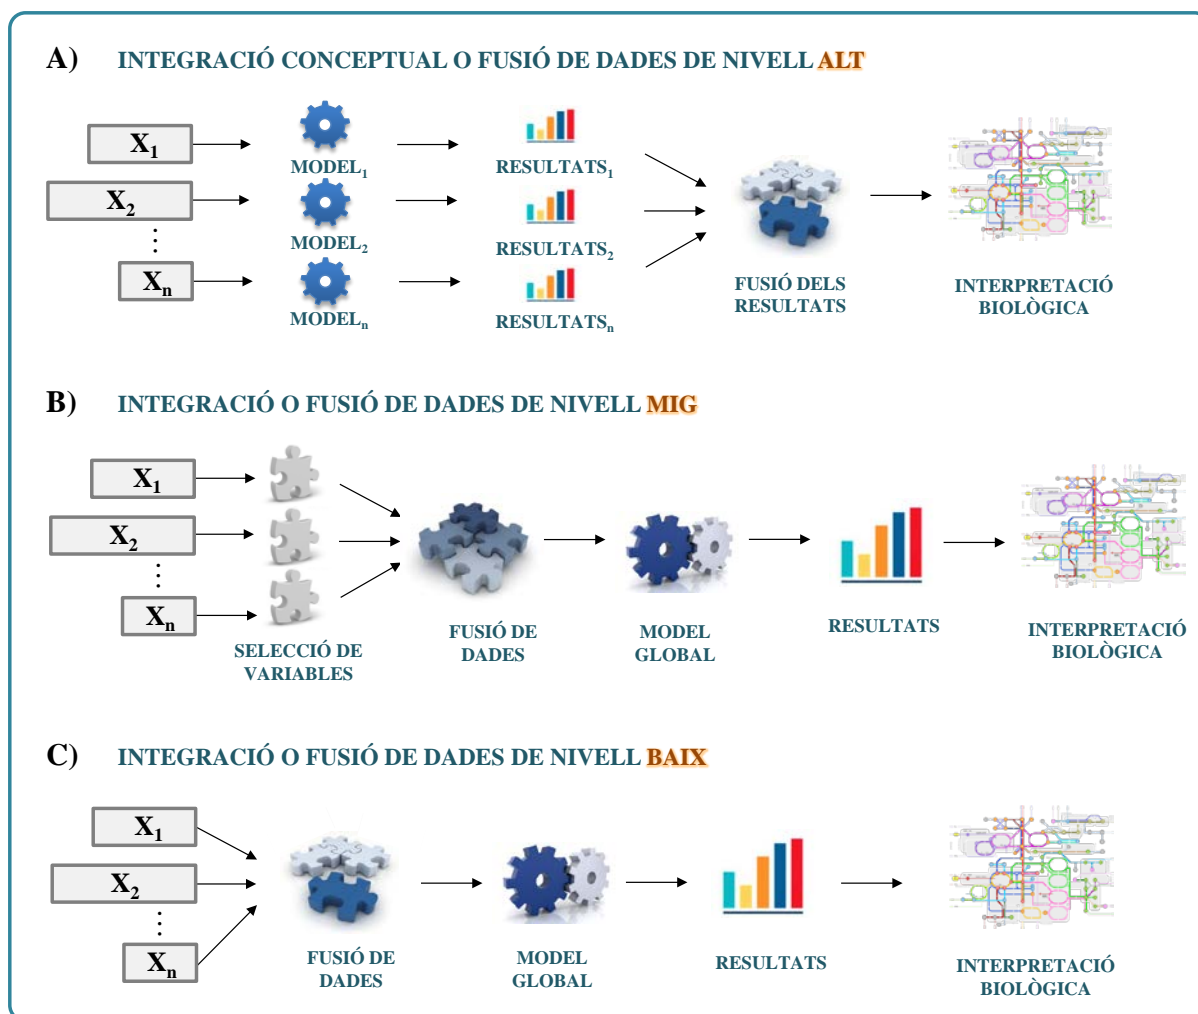 A) INTEGRACIÓ CONCEPTUAL O FUSIÓ DE DADES DE NIVELL ALT
X₁
MODEL₁
RESULTATS₁
X₂
MODEL₂
RESULTATS₂
⋮
Xₙ
MODELₙ
RESULTATSₙ
FUSIÓ DELS
RESULTATS
INTERPRETACIÓ
BIOLÒGICA
B) INTEGRACIÓ O FUSIÓ DE DADES DE NIVELL MIG
X₁
X₂
⋮
Xₙ
SELECCIÓ DE
VARIABLES
FUSIÓ DE
DADES
MODEL
GLOBAL
RESULTATS
INTERPRETACIÓ
BIOLÒGICA
C) INTEGRACIÓ O FUSIÓ DE DADES DE NIVELL BAIX
X₁
X₂
⋮
Xₙ
FUSIÓ DE
DADES
MODEL
GLOBAL
RESULTATS
INTERPRETACIÓ
BIOLÒGICA